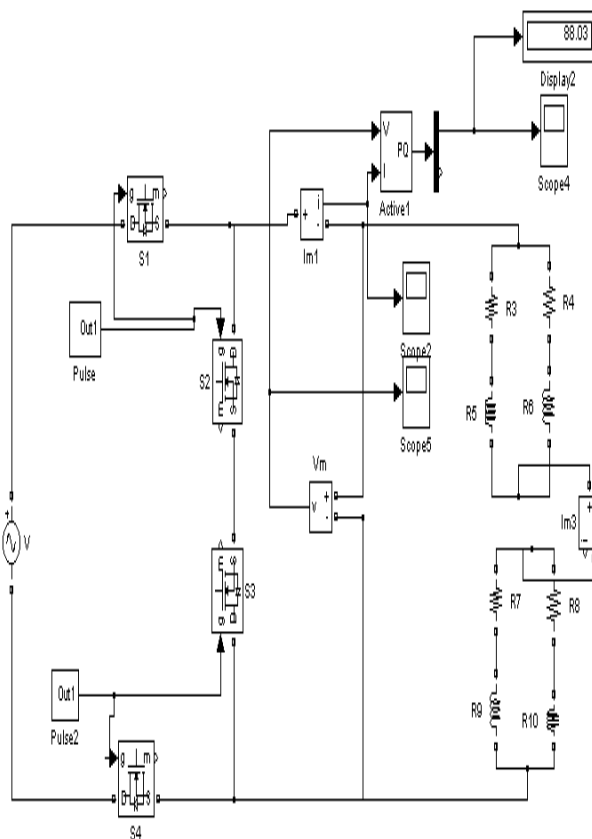 88.03
Display2
V
PQ
I
Active1
Scope4
g
m
D
S
S1
+
i
-
Im1
Out1
Pulse
S2
g
D
m
S
Scope2
Scope5
R3
R4
R5
R6
Vm
v
+
-
+
V
Im3
+
-
S3
m
S
g
D
R7
R8
R9
R10
Out1
Pulse2
g
m
D
S
S4